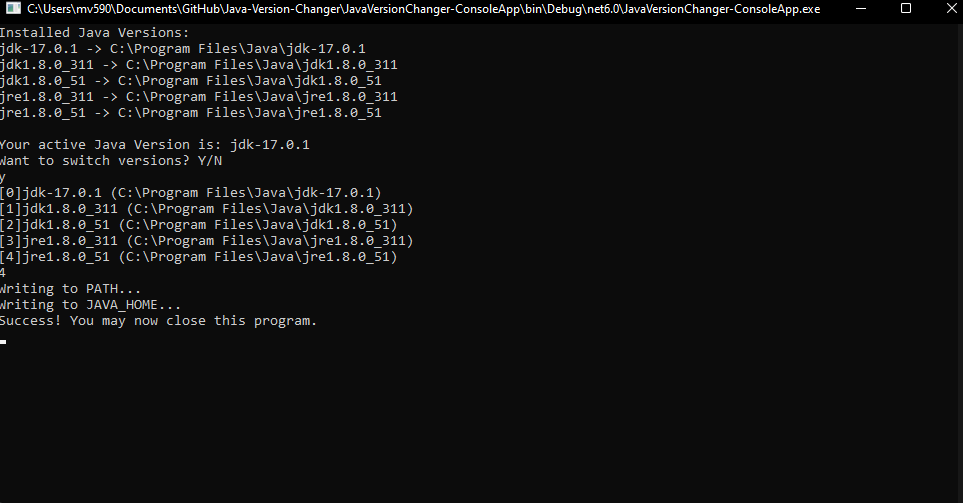 C:\Users\mv590\Documents\GitHub\Java-Version-Changer\JavaVersionChanger-ConsoleApp\bin\Debug\net6.0\JavaVersionChanger-ConsoleApp.exe
Installed Java Versions:
jdk-17.0.1 -> C:\Program Files\Java\jdk-17.0.1
jdk1.8.0_311 -> C:\Program Files\Java\jdk1.8.0_311
jdk1.8.0_51 -> C:\Program Files\Java\jdk1.8.0_51
jre1.8.0_311 -> C:\Program Files\Java\jre1.8.0_311
jre1.8.0_51 -> C:\Program Files\Java\jre1.8.0_51
Your active Java Version is: jdk-17.0.1
Want to switch versions? Y/N
y
[0]jdk-17.0.1 (C:\Program Files\Java\jdk-17.0.1)
[1]jdk1.8.0_311 (C:\Program Files\Java\jdk1.8.0_311)
[2]jdk1.8.0_51 (C:\Program Files\Java\jdk1.8.0_51)
[3]jre1.8.0_311 (C:\Program Files\Java\jre1.8.0_311)
[4]jre1.8.0_51 (C:\Program Files\Java\jre1.8.0_51)
4
Writing to PATH...
Writing to JAVA_HOME...
Success! You may now close this program.